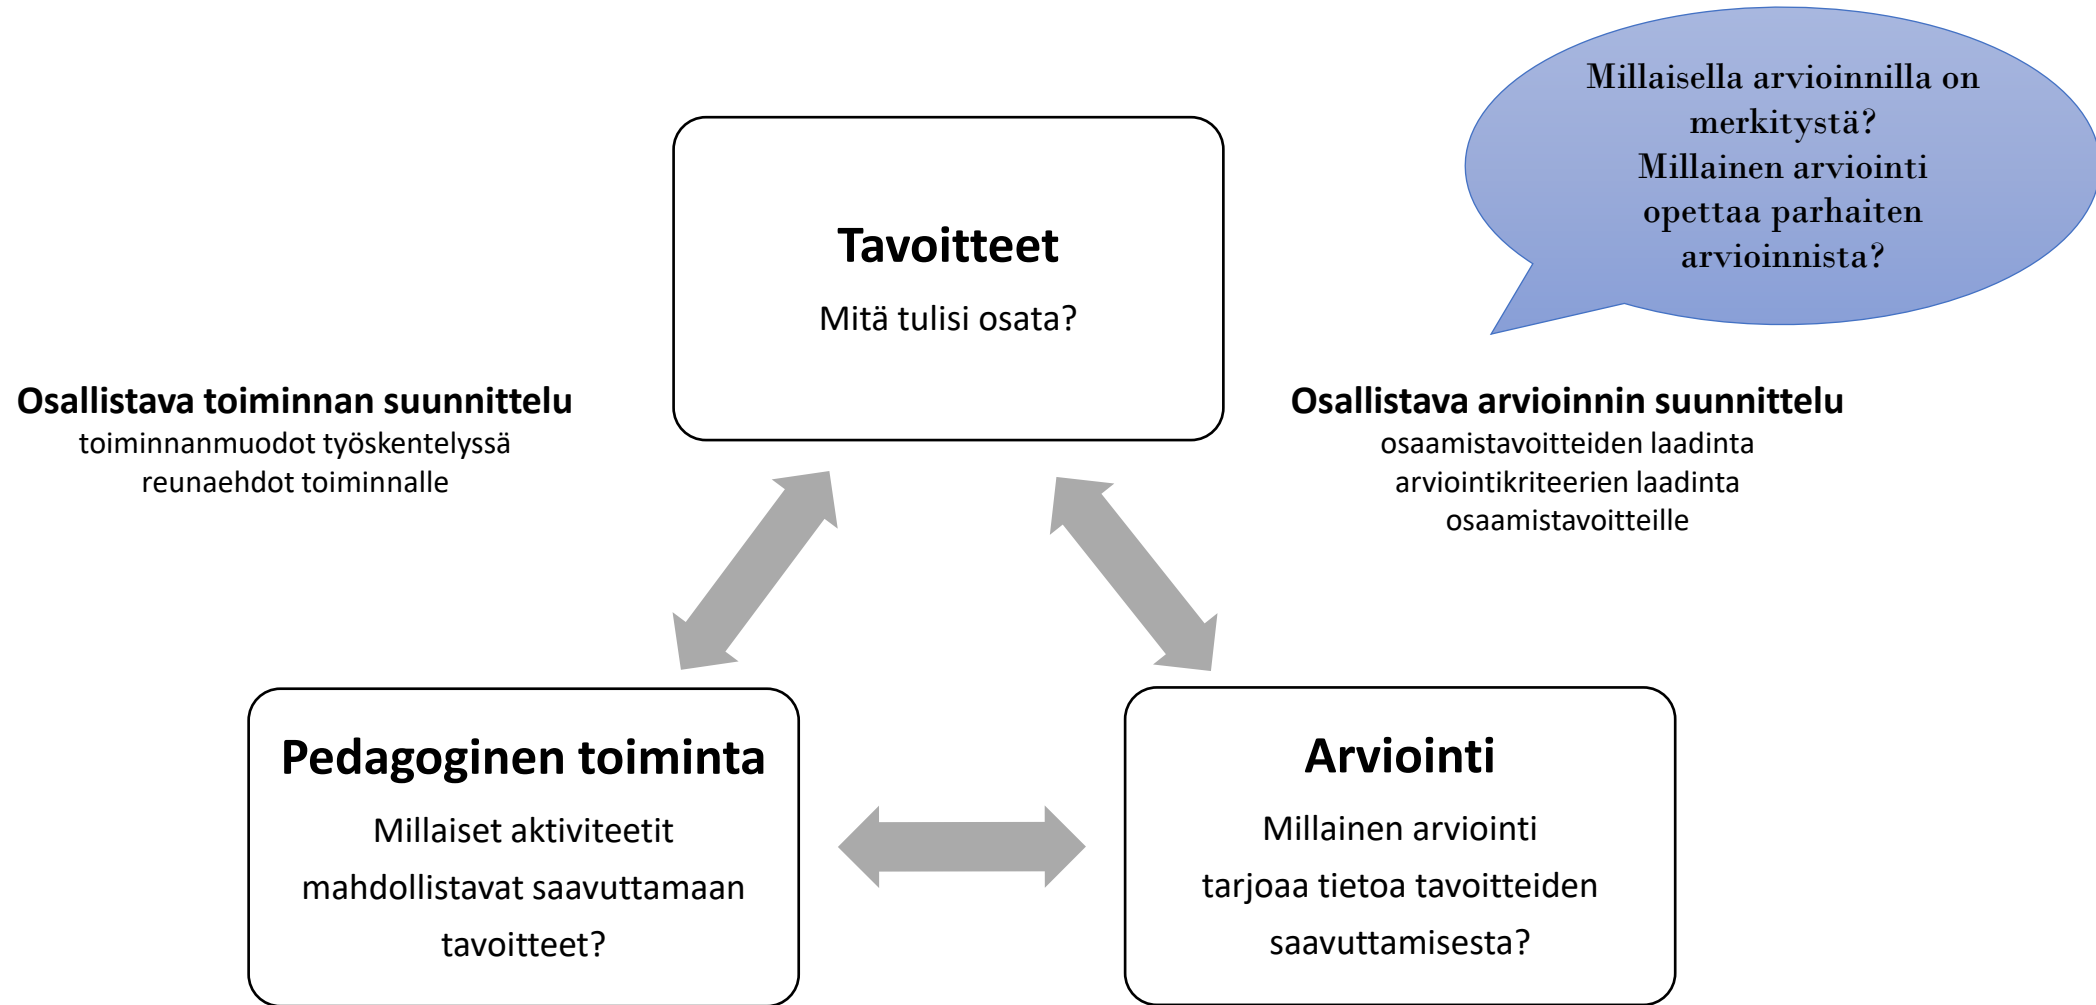 Millaisella arvioinnilla on
merkitystä?
Millainen arviointi
opettaa parhaiten
arvioinnista?
Tavoitteet
Mitä tulisi osata?
Osallistava toiminnan suunnittelu
toiminnanmuodot työskentelyssä
reunaehdot toiminnalle
Osallistava arvioinnin suunnittelu
osaamistavoitteiden laadinta
arviointikriteerien laadinta
osaamistavoitteille
Pedagoginen toiminta
Millaiset aktiviteetit
mahdollistavat saavuttamaan
tavoitteet?
Arviointi
Millainen arviointi
tarjoaa tietoa tavoitteiden
saavuttamisesta?